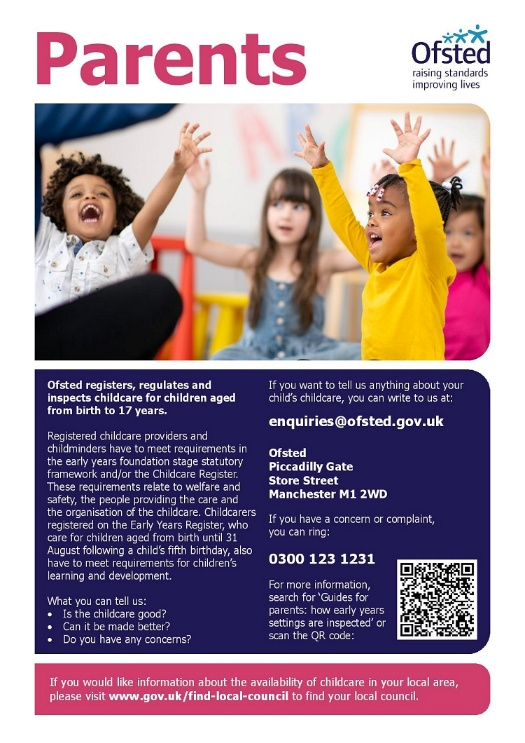 Parents
Ofsted
raising standards
improving lives
Ofsted registers, regulates and
inspects childcare for children aged
from birth to 17 years.
Registered childcare providers and
childminders have to meet requirements in
the early years foundation stage statutory
framework and/or the Childcare Register.
These requirements relate to welfare and
safety, the people providing the care and
the organisation of the childcare. Childcarers
registered on the Early Years Register, who
care for children aged from birth until 31
August following a child's fifth birthday, also
have to meet requirements for children's
learning and development.
What you can tell us:
• Is the childcare good?
• Can it be made better?
• Do you have any concerns?
If you want to tell us anything about your
child's childcare, you can write to us at:
enquiries@ofsted.gov.uk
Ofsted
Piccadilly Gate
Store Street
Manchester M1 2WD
If you have a concern or complaint,
you can ring:
0300 123 1231
For more information,
search for 'Guides for
parents: how early years
settings are inspected' or
scan the QR code:
If you would like information about the availability of childcare in your local area,
please visit www.gov.uk/find-local-council to find your local council.